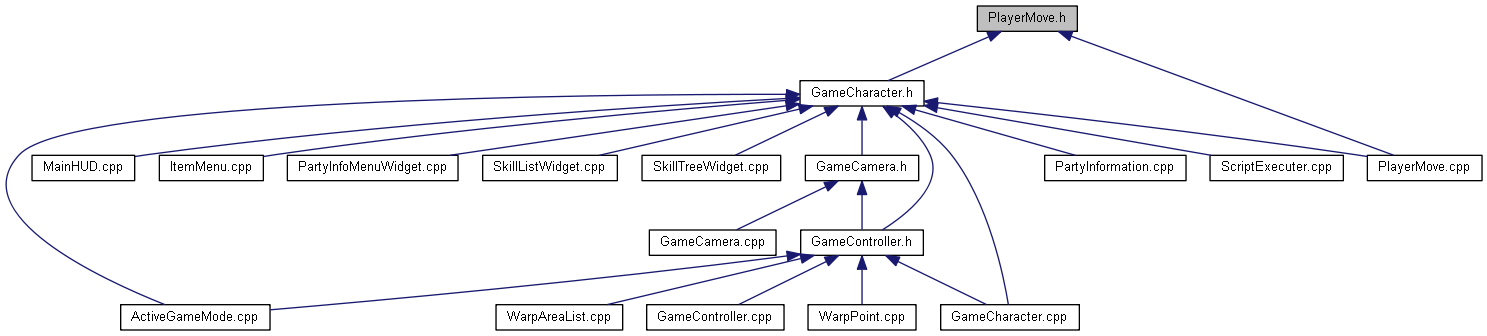 PlayerMove.h
GameCharacter.h
MainHUD.cpp
ItemMenu.cpp
PartyInfoMenuWidget.cpp
SkillListWidget.cpp
SkillTreeWidget.cpp
GameCamera.h
PartyInformation.cpp
ScriptExecuter.cpp
PlayerMove.cpp
GameCamera.cpp
GameController.h
ActiveGameMode.cpp
WarpAreaList.cpp
GameController.cpp
WarpPoint.cpp
GameCharacter.cpp